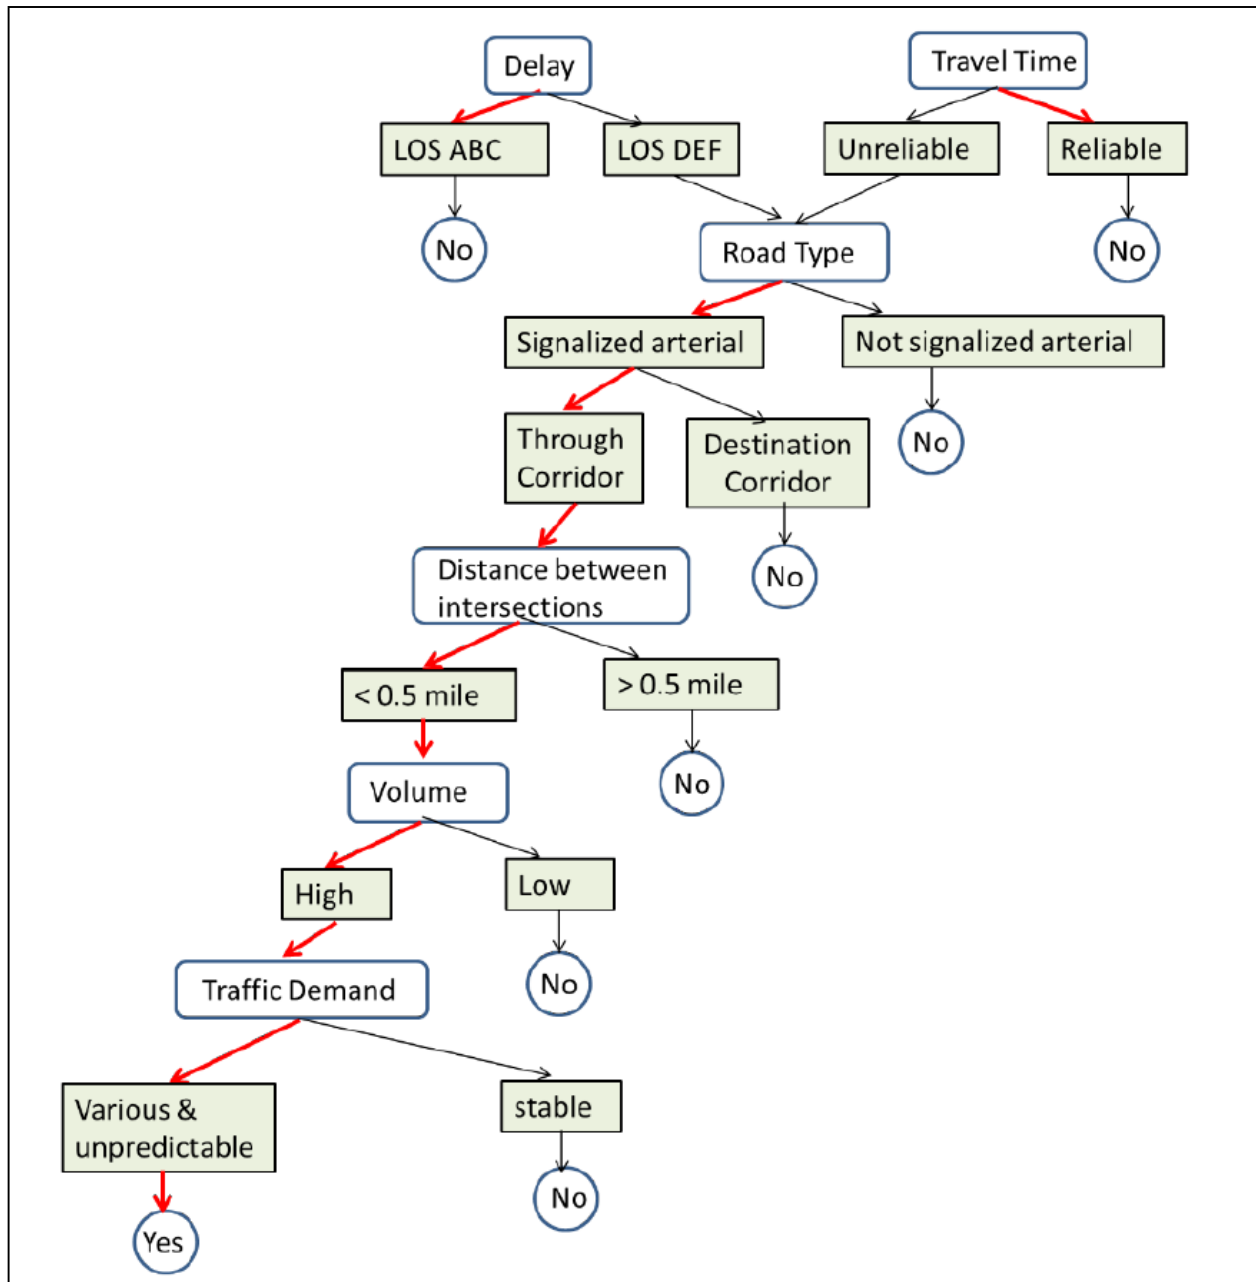 Delay
Travel Time
LOS ABC
LOS DEF
Unreliable
Reliable
No
Road Type
No
Signalized arterial
Not signalized arterial
Through
Corridor
Destination
Corridor
No
Distance between
intersections
No
< 0.5 mile
> 0.5 mile
Volume
No
High
Low
Traffic Demand
No
Various &
unpredictable
stable
No
Yes